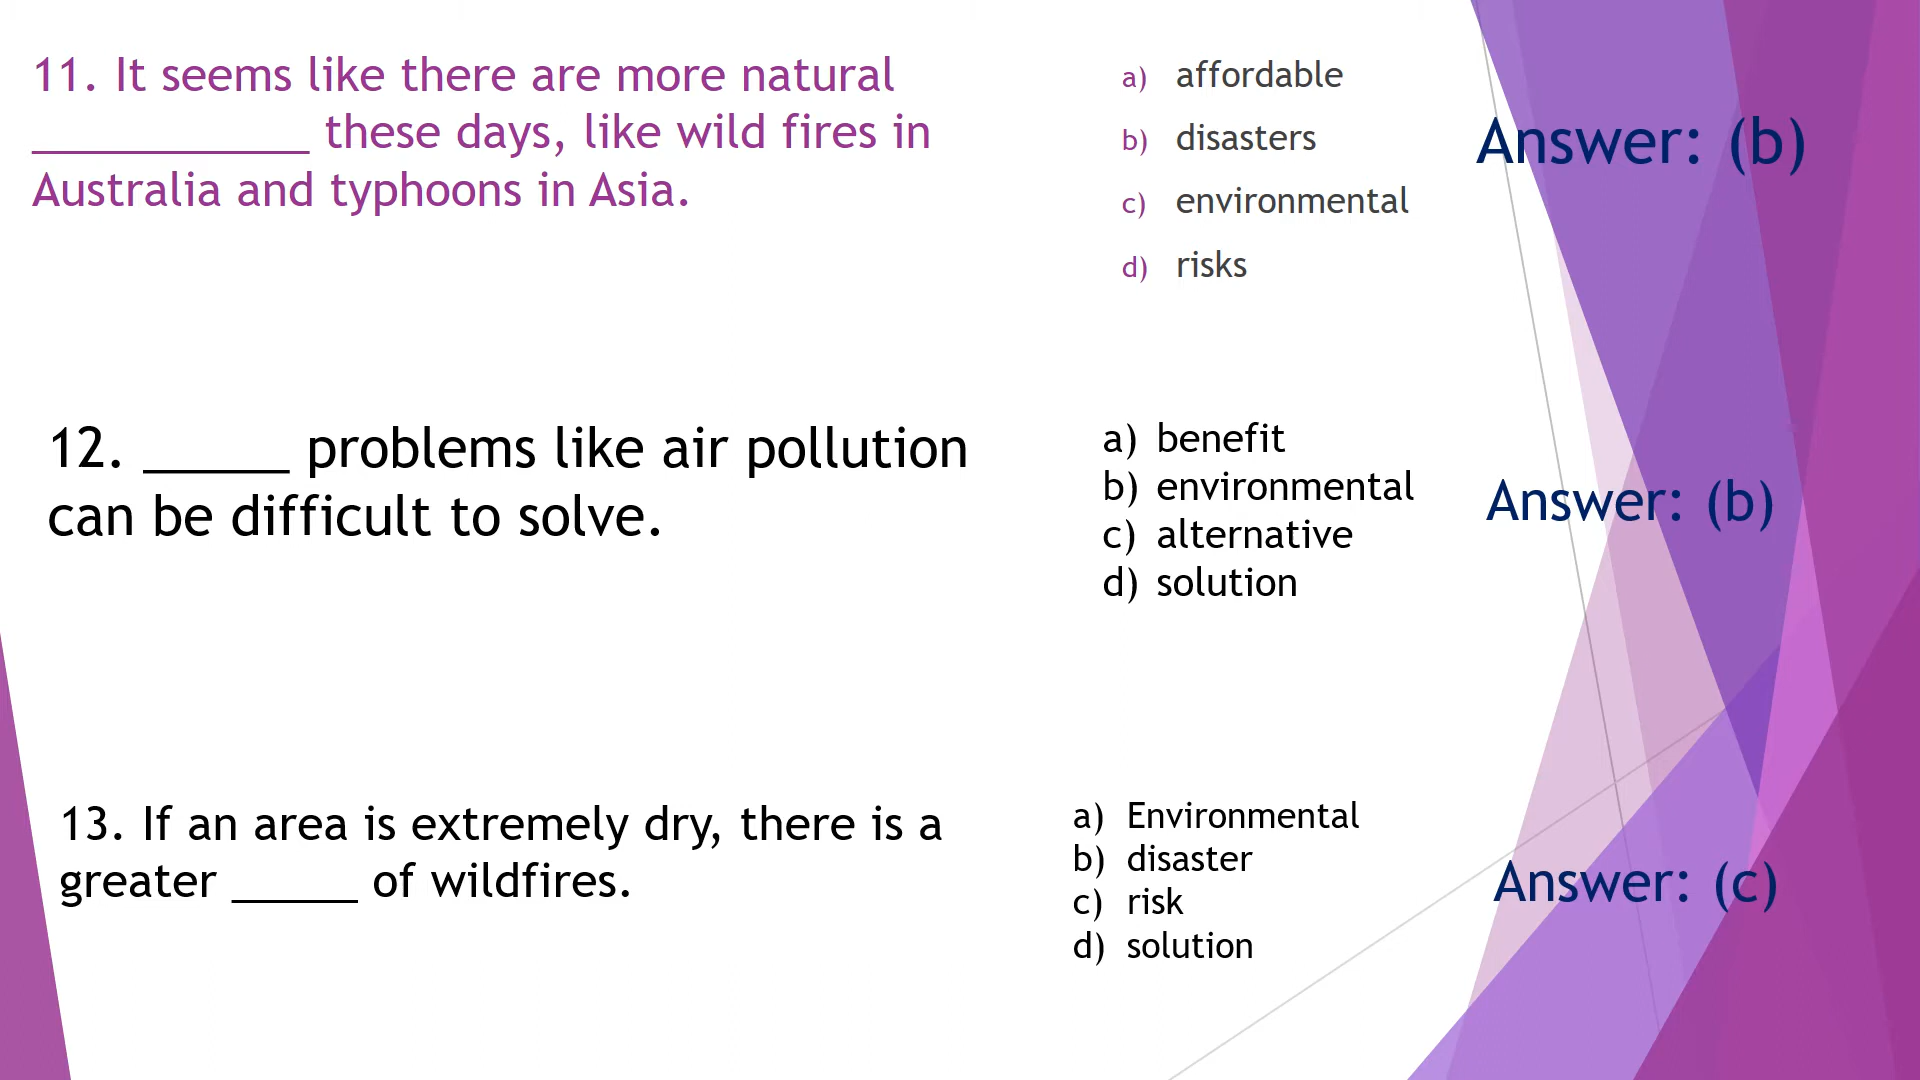 11. It seems like there are more natural
___________ these days, like wild fires in
Australia and typhoons in Asia.
a) affordable
b) disasters
c) environmental
d) risks
Answer: (b)
12. _____ problems like air pollution
can be difficult to solve.
a) benefit
b) environmental
c) alternative
d) solution
Answer: (b)
13. If an area is extremely dry, there is a
greater _____ of wildfires.
a) Environmental
b) disaster
c) risk
d) solution
Answer: (c)